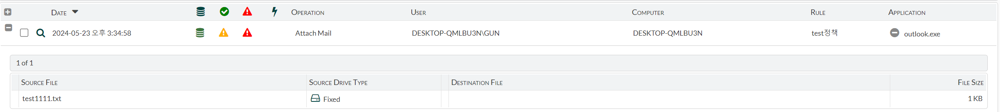 Date Operation User Computer Rule Application
2024-05-23 오후 3:34:58 Attach Mail DESKTOP-QMLBU3N\GUN DESKTOP-QMLBU3N test정책 outlook.exe
1 of 1
Source File Source Drive Type Destination File File Size
test1111.txt Fixed 1 KB